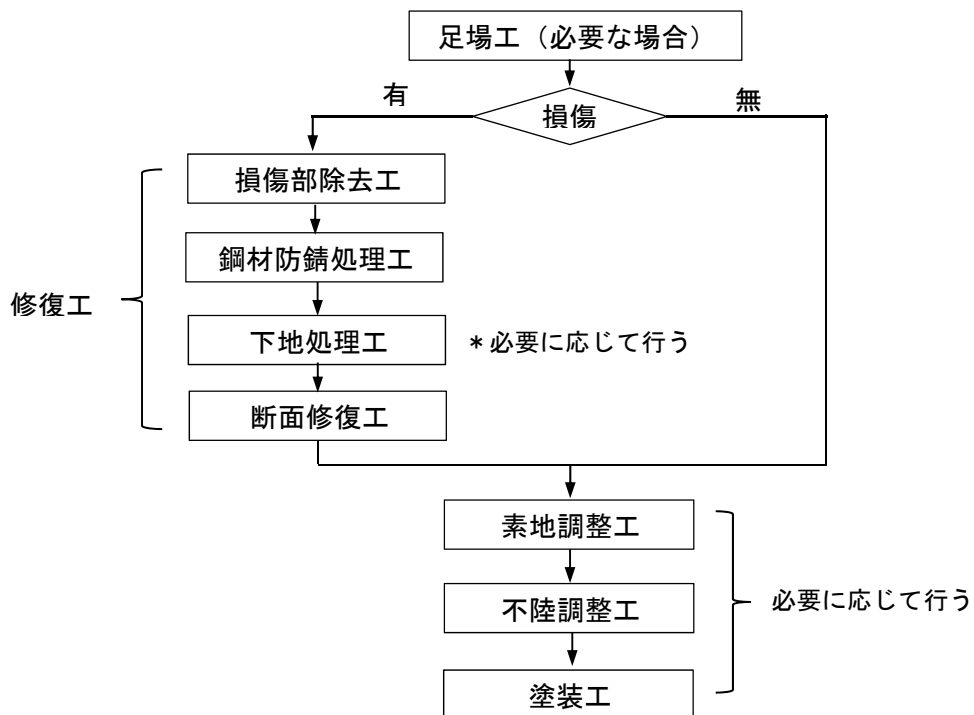 足場工（必要な場合）
損傷
有
無
損傷部除去工
鋼材防錆処理工
下地処理工
*必要に応じて行う
断面修復工
修復工
素地調整工
不陸調整工
塗装工
必要に応じて行う